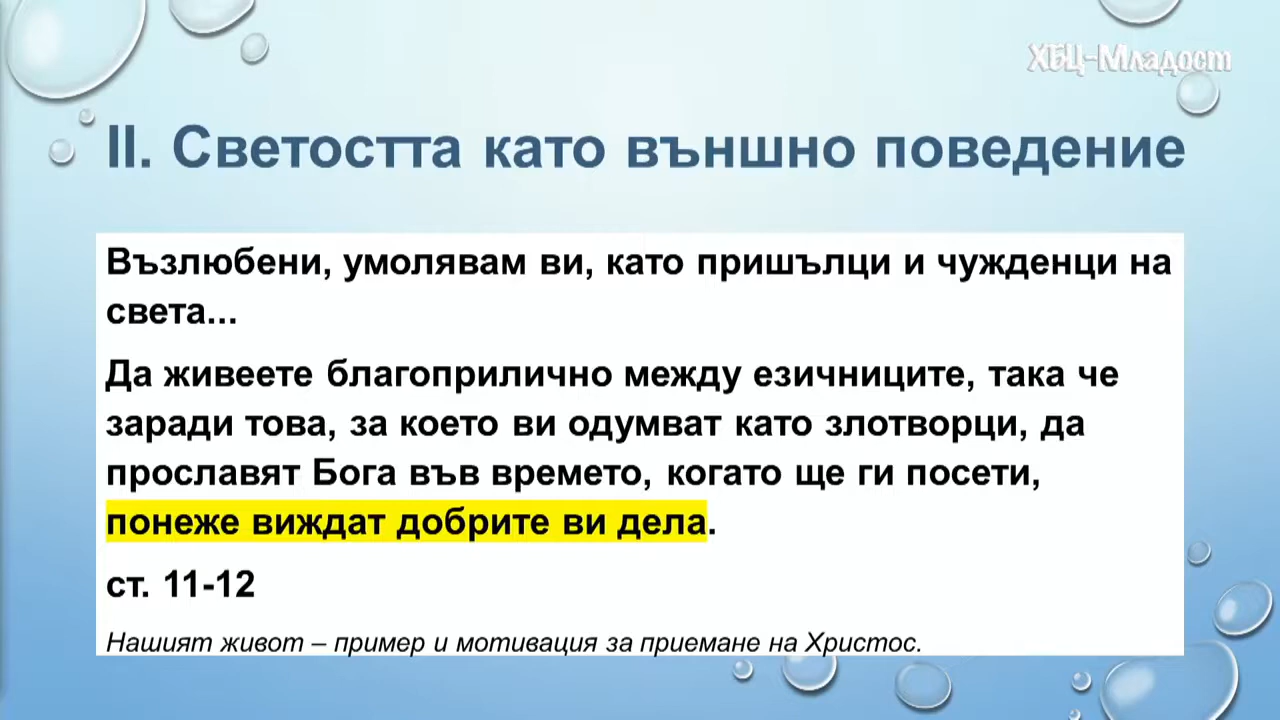 ХБЦ-Младост
II. Светостта като външно поведение
Възлюбени, умолявам ви, като пришълци и чужденци на
света...
Да живеете благоприлично между езичниците, така че
заради това, за което ви одумват като злотворци, да
прославят Бога във времето, когато ще ги посети,
понеже виждат добрите ви дела.
ст. 11-12
Нашият живот – пример и мотивация за приемане на Христос.